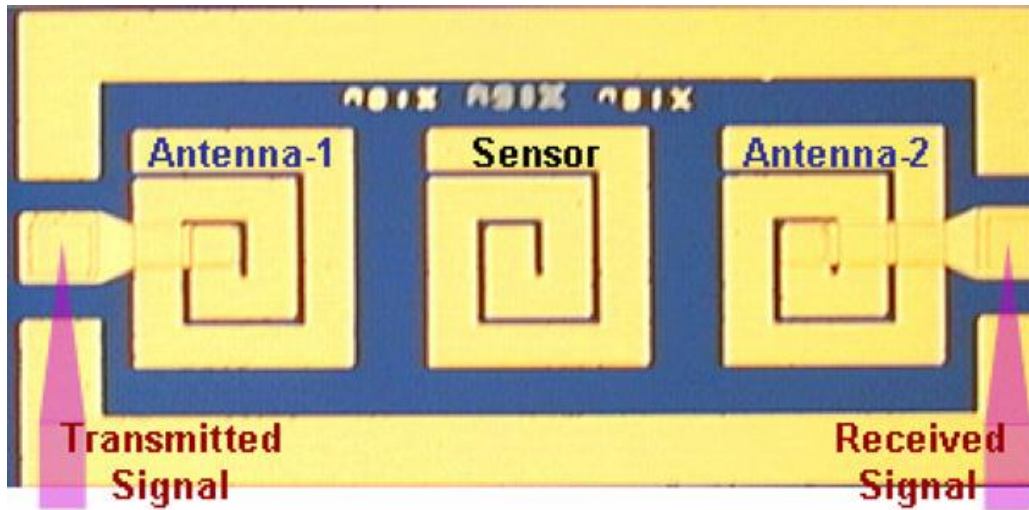 Antenna-1
Sensor
Antenna-2
Transmitted
Signal
Received
Signal